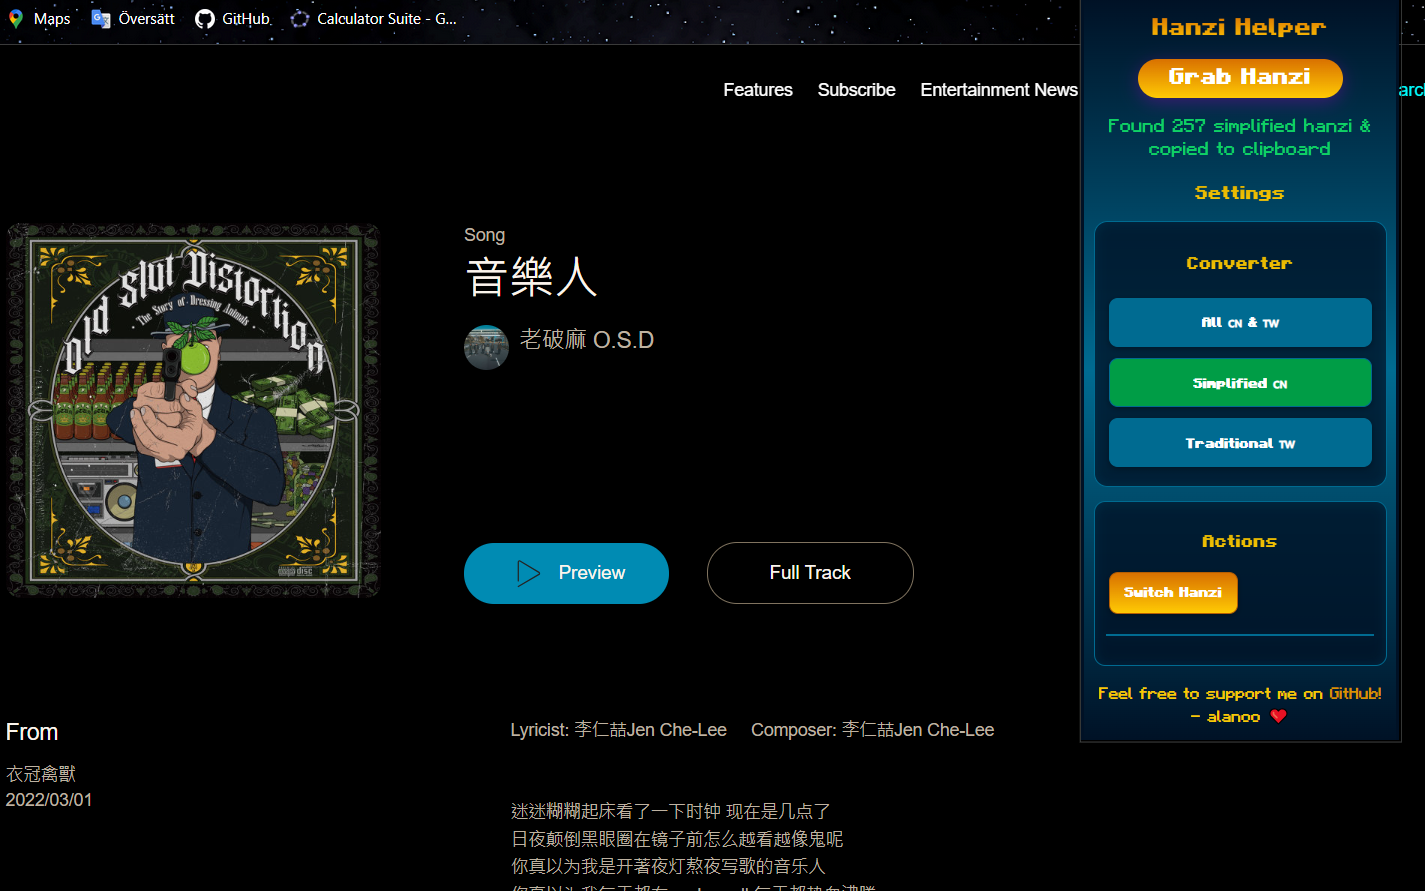 Maps
Översätt
GitHub
Calculator Suite - G...
Features
Subscribe
Entertainment News
arch
Old Slut Distortion
· The Story of · Dressing Animals ·
disc
Song
音樂人
老破麻 O.S.D
Preview
Full Track
From
衣冠禽獸
2022/03/01
Lyricist: 李仁喆Jen Che-Lee
Composer: 李仁喆Jen Che-Lee
迷迷糊糊起床看了一下时钟 现在是几点了
日夜颠倒黑眼圈在镜子前怎么越看越像鬼呢
你真以为我是开著夜灯熬夜写歌的音乐人
Hanzi Helper
Grab Hanzi
Found 257 simplified hanzi &
copied to clipboard
Settings
Converter
All CN & TW
Simplified CN
Traditional TW
Actions
Switch Hanzi
Feel free to support me on GitHub!
- alanoo ❤️